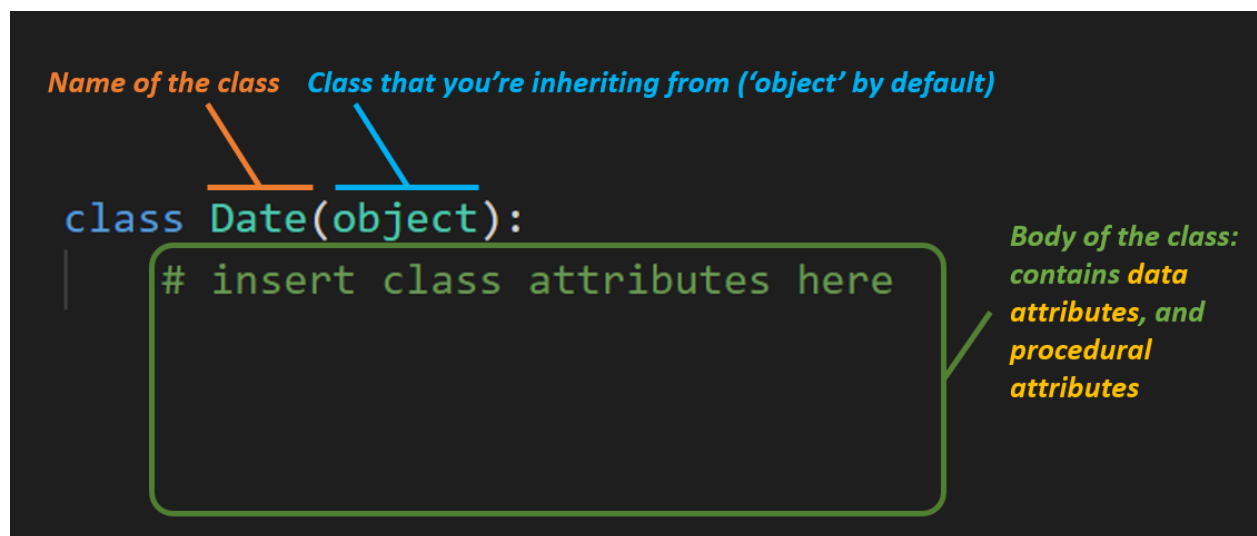 Name of the class
Class that you’re inheriting from (‘object’ by default)
class Date(object):
# insert class attributes here
Body of the class:
contains data
attributes, and
procedural
attributes